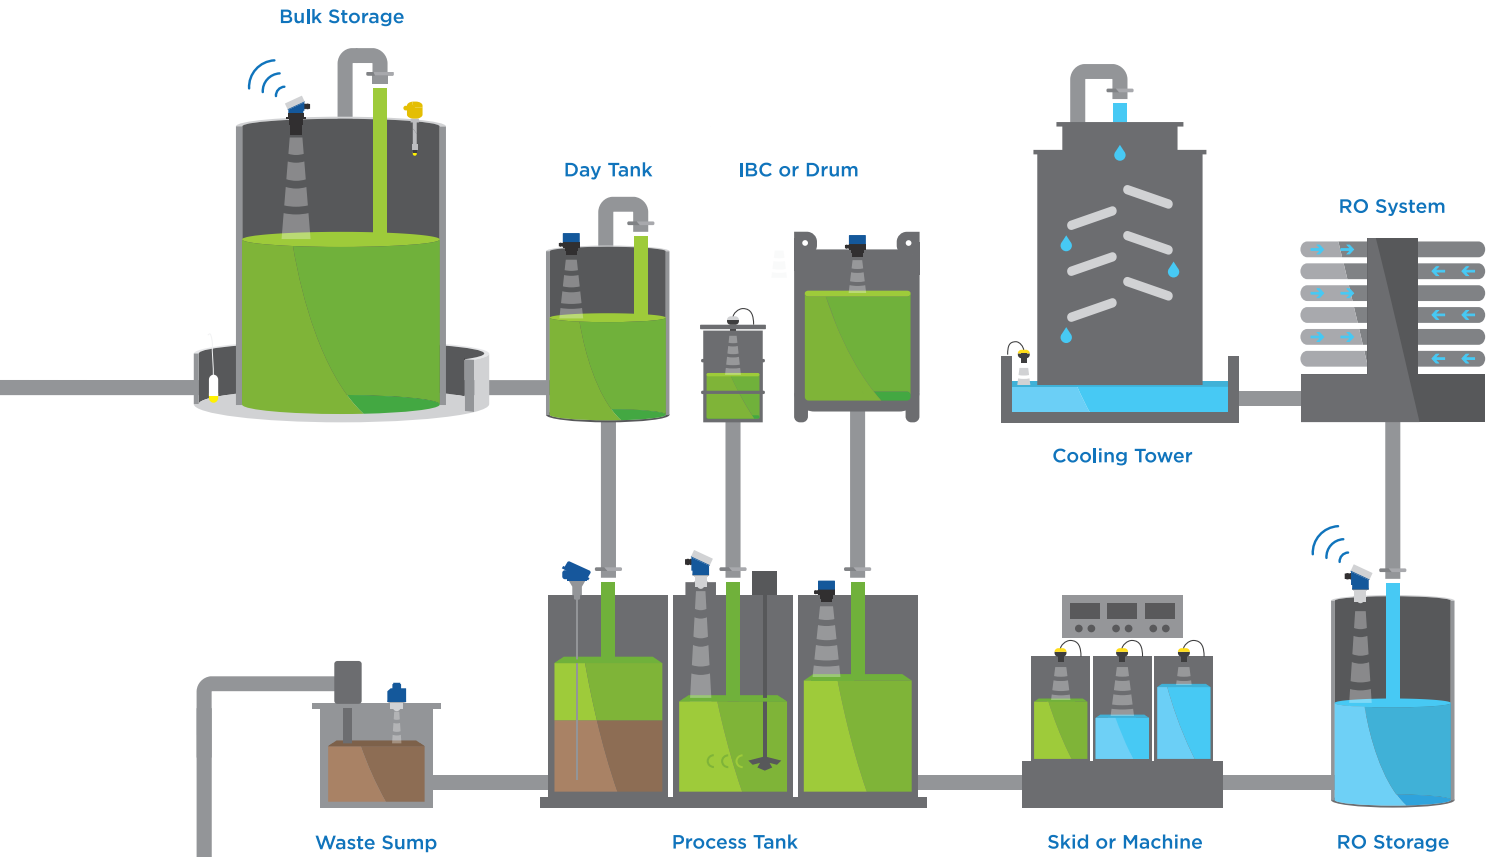 Bulk Storage
Day Tank
IBC or Drum
RO System
Cooling Tower
Waste Sump
Process Tank
Skid or Machine
RO Storage